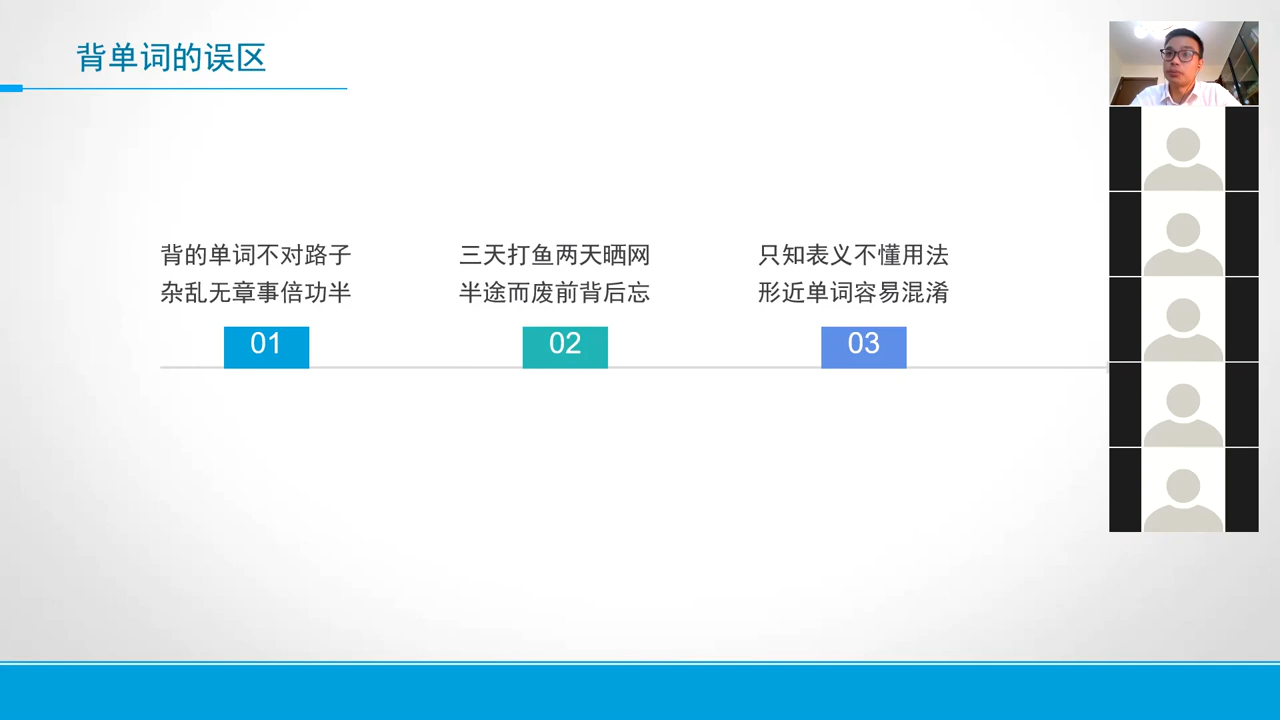 背单词的误区
背的单词不对路子
杂乱无章事倍功半
01
三天打鱼两天晒网
半途而废前背后忘
02
只知表义不懂用法
形近单词容易混淆
03